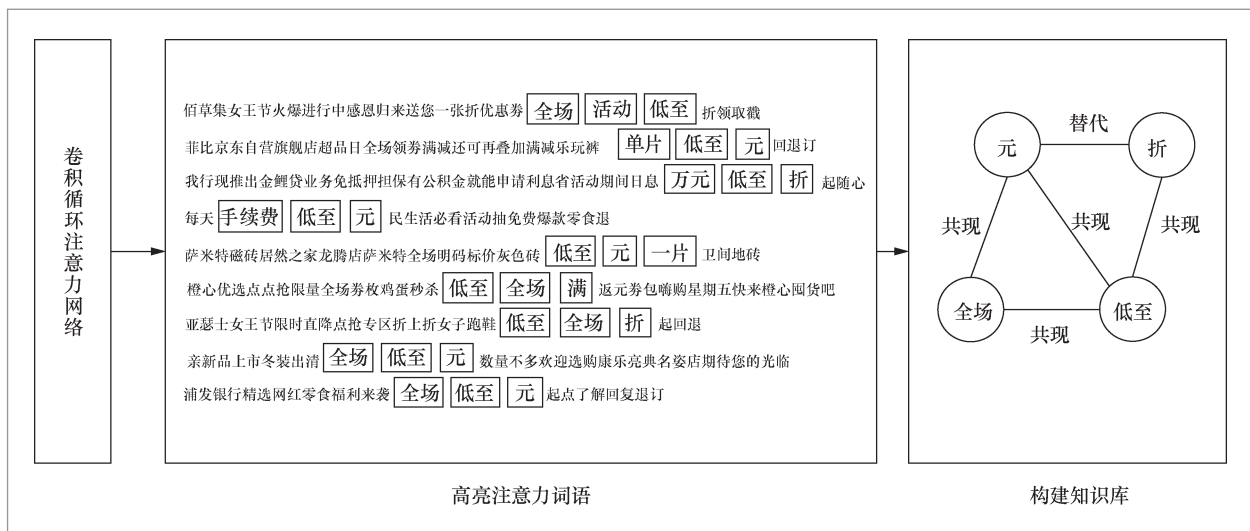 卷积循环注意力网络
佰草集女王节火爆进行中感恩归来送您一张折优惠券 全场 活动 低至 折领取戳
菲比京东自营旗舰店超品日全场领券满减还可再叠加满减乐玩裤 单片 低至 元 回退订
我行现推出金鲤贷业务免抵押担保有公积金就能申请利息省活动期间日息 万元 低至 折 起随心
每天 手续费 低至 元 民生活必看活动抽免费爆款零食退
萨米特磁砖居然之家龙腾店萨米特全场明码标价灰色砖 低至 元 一片 卫间地砖
橙心优选点点抢限量全场券枚鸡蛋秒杀 低至 全场 满 返元券包嗨购星期五快来橙心囤货吧
亚瑟士女王节限时直降点抢专区折上折女子跑鞋 低至 全场 折 起回退
亲新品上市冬装出清 全场 低至 元 数量不多欢迎选购康乐亮典名姿店期待您的光临
浦发银行精选网红零食福利来袭 全场 低至 元 起点了解回复退订
高亮注意力词语
替代
元 折
共现 共现 共现
全场 低至
共现
构建知识库